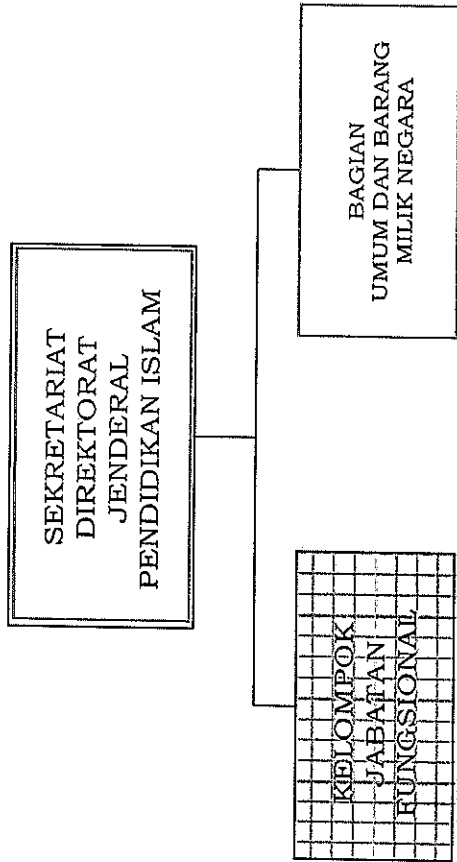 SEKRETARIAT
DIREKTORAT
JENDERAL
PENDIDIKAN ISLAM
KELOMPOK
JABATAN
FUNGSIONAL
BAGIAN
UMUM DAN BARANG
MILIK NEGARA